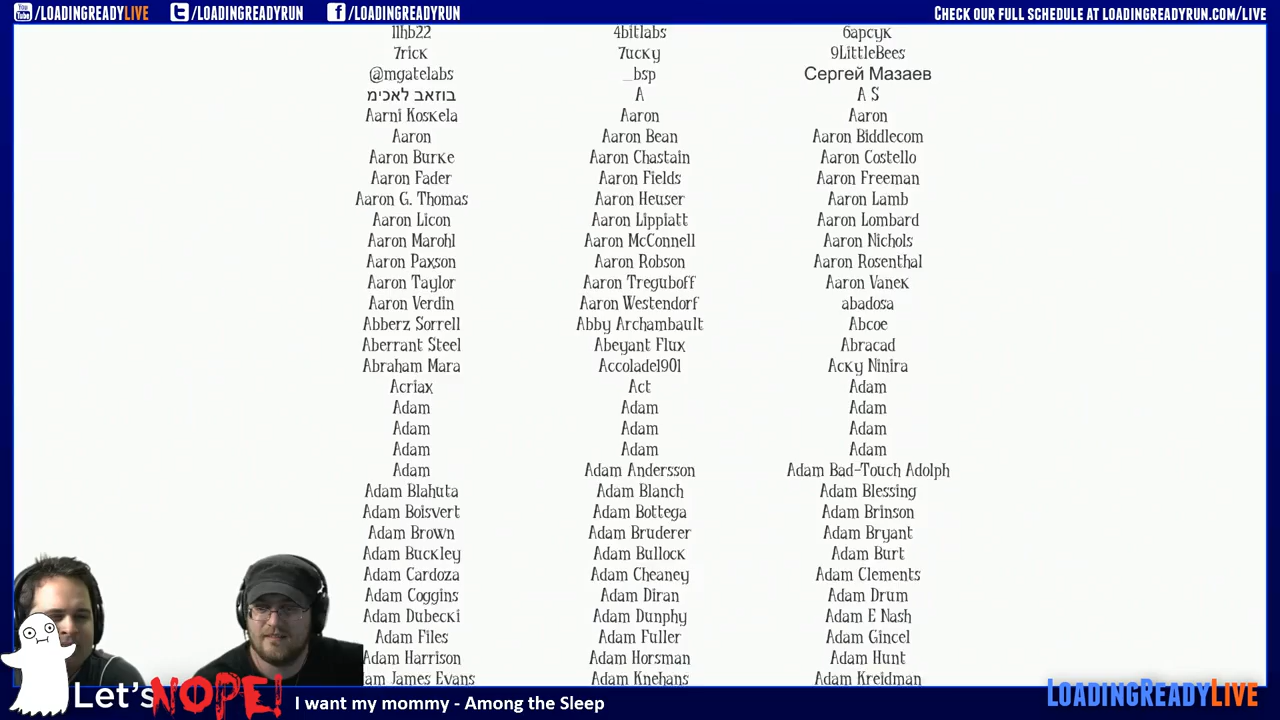 /LOADINGREADYLIVE /LOADINGREADYRUN /LOADINGREADYRUN CHECK OUR FULL SCHEDULE AT LOADINGREADYRUN.COM/LIVE
11hb22 4bitlabs 6apcyk
7rick 7ucky 9LittleBees
@mgatelabs _bsp Сергей Мазаев
בוזאב לאכימ A A S
Aarni Koskela Aaron Aaron
Aaron Aaron Bean Aaron Biddlecom
Aaron Burke Aaron Chastain Aaron Costello
Aaron Fader Aaron Fields Aaron Freeman
Aaron G. Thomas Aaron Heuser Aaron Lamb
Aaron Licon Aaron Lippiatt Aaron Lombard
Aaron Marohl Aaron McConnell Aaron Nichols
Aaron Paxson Aaron Robson Aaron Rosenthal
Aaron Taylor Aaron Treguboff Aaron Vanek
Aaron Verdin Aaron Westendorf abadosa
Abberz Sorrell Abby Archambault Abcoe
Aberrant Steel Abeyant Flux Abracad
Abraham Mara Accolade1901 Acky Ninira
Acriax Act Adam
Adam Adam Adam
Adam Adam Adam
Adam Adam Adam
Adam Adam Andersson Adam Bad-Touch Adolph
Adam Blahuta Adam Blanch Adam Blessing
Adam Boisvert Adam Bottega Adam Brinson
Adam Brown Adam Bruderer Adam Bryant
Adam Buckley Adam Bullock Adam Burt
Adam Cardoza Adam Cheaney Adam Clements
Adam Coggins Adam Diran Adam Drum
Adam Dubecki Adam Dunphy Adam E Nash
Adam Files Adam Fuller Adam Gincel
Adam Harrison Adam Horsman Adam Hunt
am James Evans Adam Knehans Adam Kreidman
Let's NOPE! I want my mommy - Among the Sleep LOADINGREADYLIVE